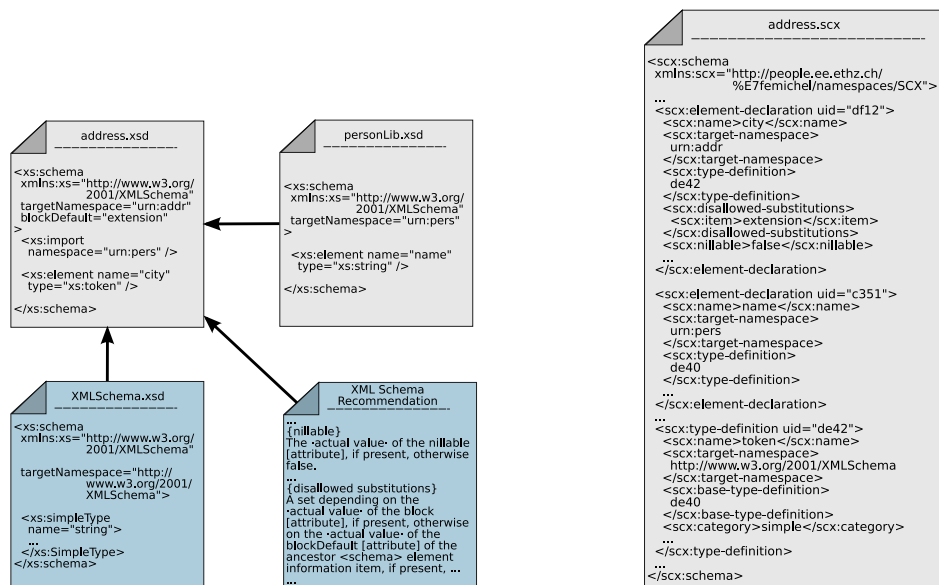 address.xsd
<xs:schema
xmlns:xs="http://www.w3.org/
2001/XMLSchema"
targetNamespace="urn:addr"
blockDefault="extension"
>
<xs:import
namespace="urn:pers" />
<xs:element name="city"
type="xs:token" />
</xs:schema>
personLib.xsd
<xs:schema
xmlns:xs="http://www.w3.org/
2001/XMLSchema"
targetNamespace="urn:pers"
>
<xs:element name="name"
type="xs:string" />
</xs:schema>
XMLSchema.xsd
<xs:schema
xmlns:xs="http://www.w3.org/
2001/XMLSchema"
targetNamespace="http://
www.w3.org/2001/
XMLSchema">
<xs:simpleType
name="string">
...
</xs:SimpleType>
</xs:schema>
XML Schema
Recommendation
...
{nillable}
The ·actual value· of the nillable
[attribute], if present, otherwise
false.
...
{disallowed substitutions}
A set depending on the
·actual value· of the block
[attribute], if present, otherwise
on the ·actual value· of the
blockDefault [attribute] of the
ancestor <schema> element
information item, if present, ...
...
address.scx
<scx:schema
xmlns:scx="http://people.ee.ethz.ch/
%E7femichel/namespaces/SCX">
...
<scx:element-declaration uid="df12">
<scx:name>city</scx:name>
<scx:target-namespace>
urn:addr
</scx:target-namespace>
<scx:type-definition>
de42
</scx:type-definition>
<scx:disallowed-substitutions>
<scx:item>extension</scx:item>
</scx:disallowed-substitutions>
<scx:nillable>false</scx:nillable>
...
</scx:element-declaration>
<scx:element-declaration uid="c351">
<scx:name>name</scx:name>
<scx:target-namespace>
urn:pers
</scx:target-namespace>
<scx:type-definition>
de40
</scx:type-definition>
...
</scx:element-declaration>
...
<scx:type-definition uid="de42">
<scx:name>token</scx:name>
<scx:target-namespace>
http://www.w3.org/2001/XMLSchema
</scx:target-namespace>
<scx:base-type-definition>
de40
</scx:base-type-definition>
<scx:category>simple</scx:category>
...
</scx:type-definition>
...
</scx:schema>